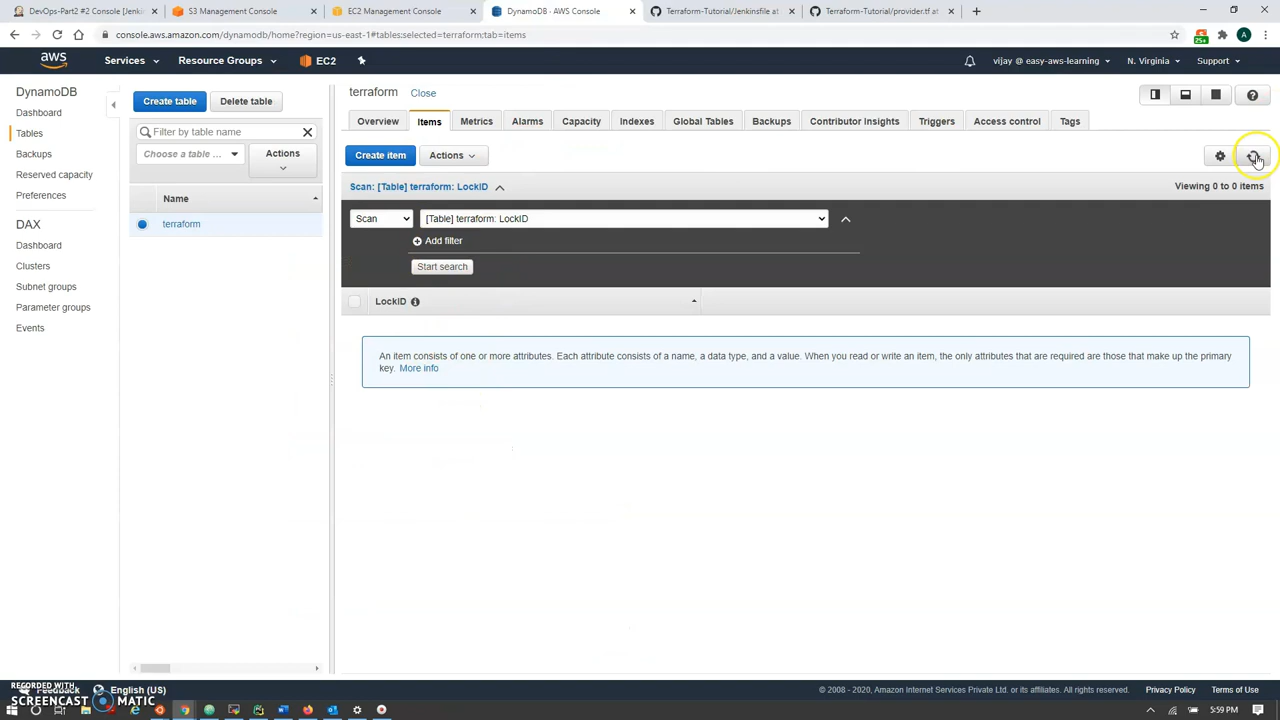 DevOps-Part2 #2 Console [Jenki
S3 Management Console
EC2 Management Console
DynamoDB · AWS Console
Terraform-Tutorial/Jenkinsfile at
Terraform-Tutorial/provider.tf at
console.aws.amazon.com/dynamodb/home?region=us-east-1#tables:selected=terraform;tab=items
25+
A
aws
Services
Resource Groups
EC2
vijay @ easy-aws-learning
N. Virginia
Support
DynamoDB
Dashboard
Tables
Backups
Reserved capacity
Preferences
DAX
Dashboard
Clusters
Subnet groups
Parameter groups
Events
Create table
Delete table
Filter by table name
Choose a table ...
Actions
Name
terraform
terraform Close
Overview
Items
Metrics
Alarms
Capacity
Indexes
Global Tables
Backups
Contributor Insights
Triggers
Access control
Tags
Create item
Actions
Scan: [Table] terraform: LockID
Viewing 0 to 0 items
Scan
[Table] terraform: LockID
Add filter
Start search
LockID
An item consists of one or more attributes. Each attribute consists of a name, a data type, and a value. When you read or write an item, the only attributes that are required are those that make up the primary
key. More info
RECORDED WITH
SCREENCAST MATIC
Feedback
English (US)
© 2008 - 2020, Amazon Internet Services Private Ltd. or its affiliates. All rights reserved.
Privacy Policy
Terms of Use
5:59 PM